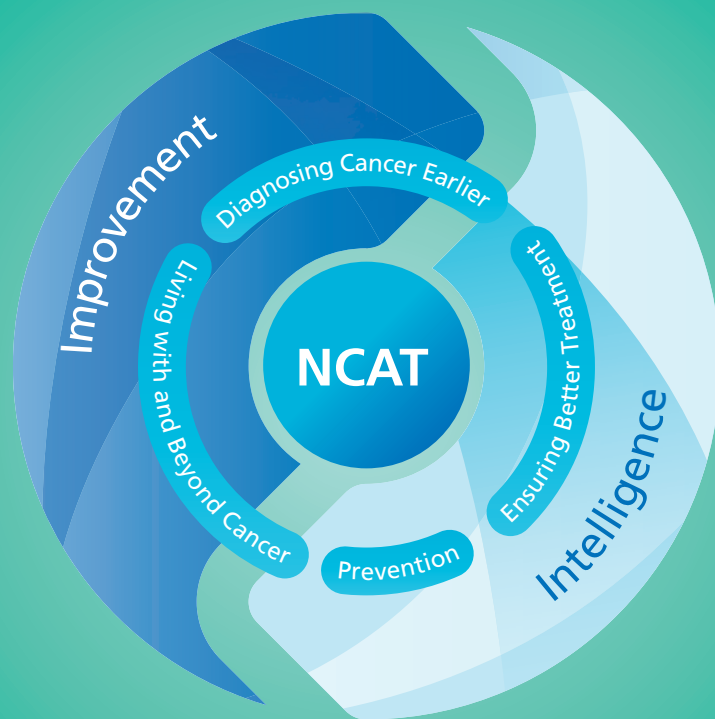 Improvement
Diagnosing Cancer Earlier
Living with and Beyond Cancer
NCAT
Ensuring Better Treatment
Prevention
Intelligence